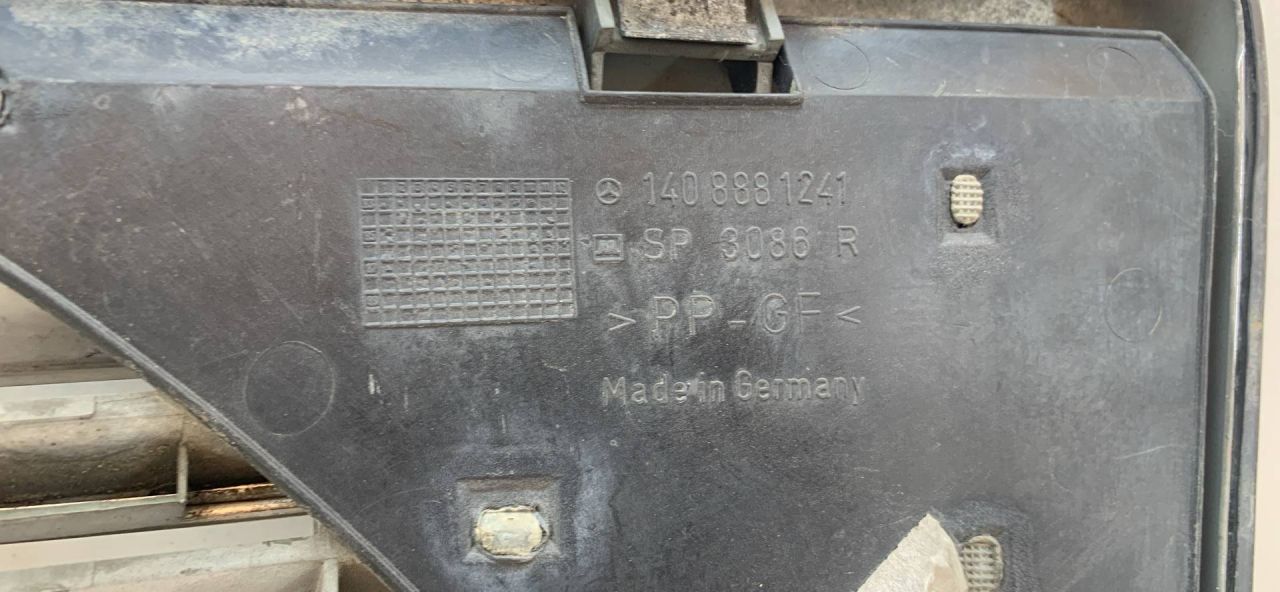 140 888 1241
SP 3086 R
>PP-GF<
Made in Germany